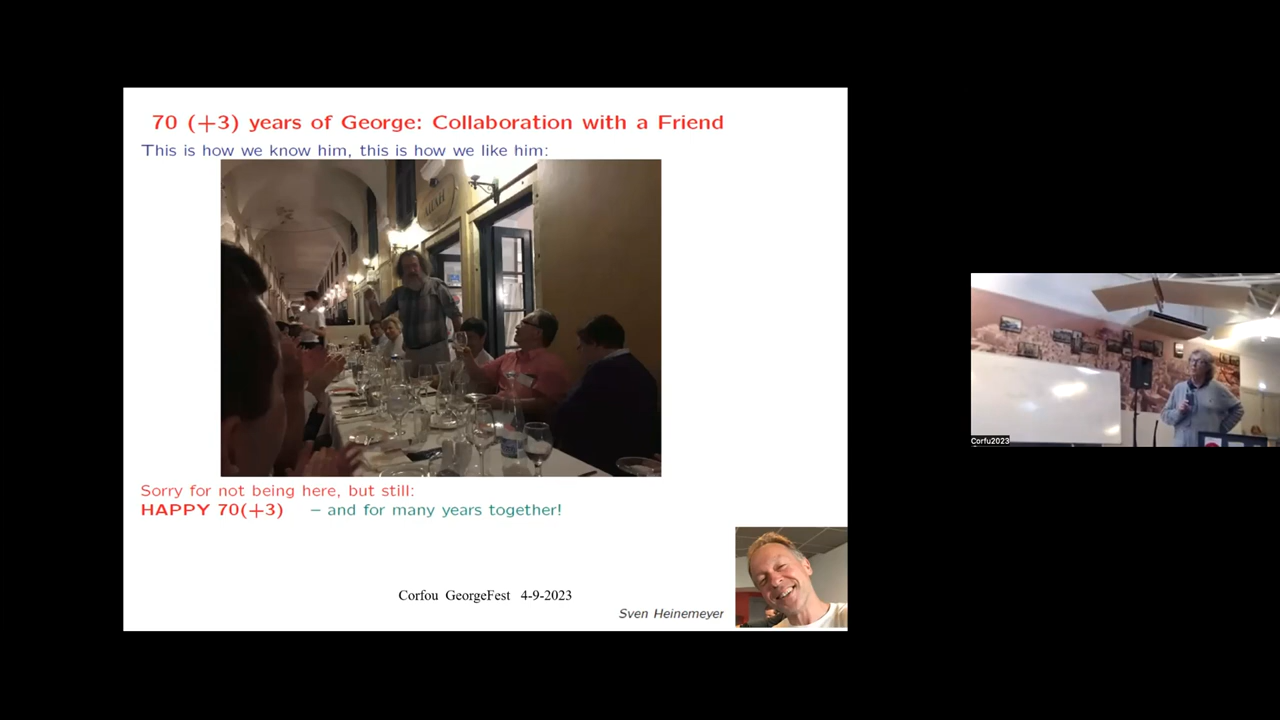 70 (+3) years of George: Collaboration with a Friend
This is how we know him, this is how we like him:
Sorry for not being here, but still:
HAPPY 70(+3) – and for many years together!
Corfou GeorgeFest 4-9-2023
Sven Heinemeyer
Corfu2023